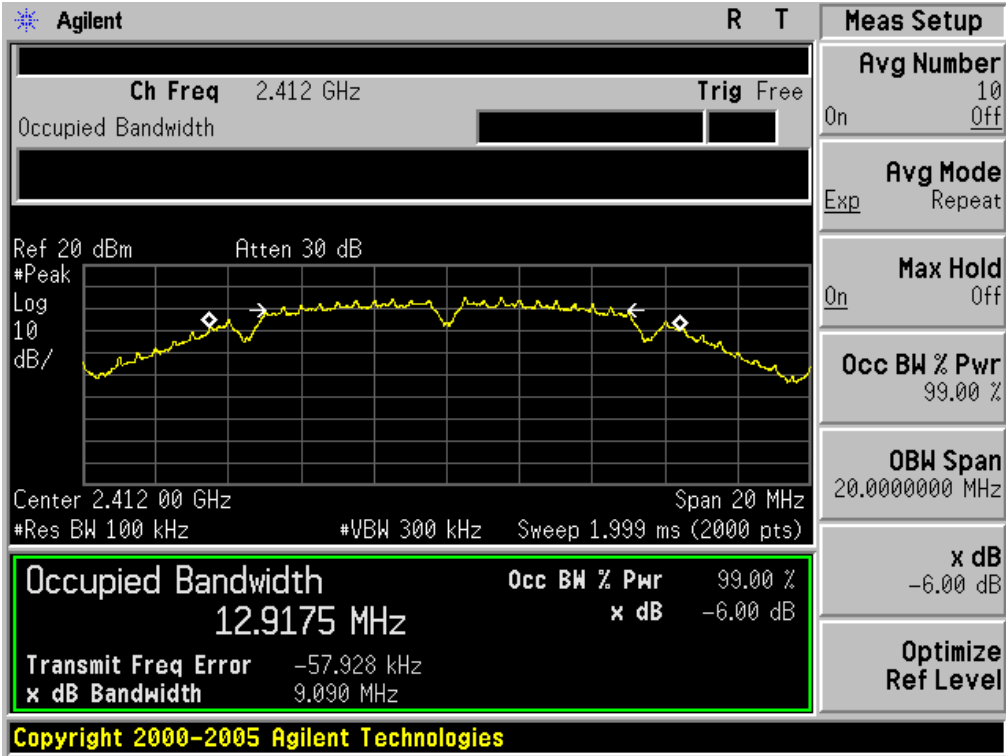 Agilent R T
Ch Freq 2.412 GHz Trig Free
Occupied Bandwidth
Ref 20 dBm Atten 30 dB
#Peak
Log
10
dB/
Center 2.412 00 GHz Span 20 MHz
#Res BW 100 kHz #VBW 300 kHz Sweep 1.999 ms (2000 pts)
Occupied Bandwidth
12.9175 MHz
Occ BW % Pwr 99.00 %
x dB -6.00 dB
Transmit Freq Error -57.928 kHz
x dB Bandwidth 9.090 MHz
Copyright 2000-2005 Agilent Technologies
Meas Setup
Avg Number
10
On Off
Avg Mode
Exp Repeat
Max Hold
On Off
Occ BW % Pwr
99.00 %
OBW Span
20.0000000 MHz
x dB
-6.00 dB
Optimize
Ref Level